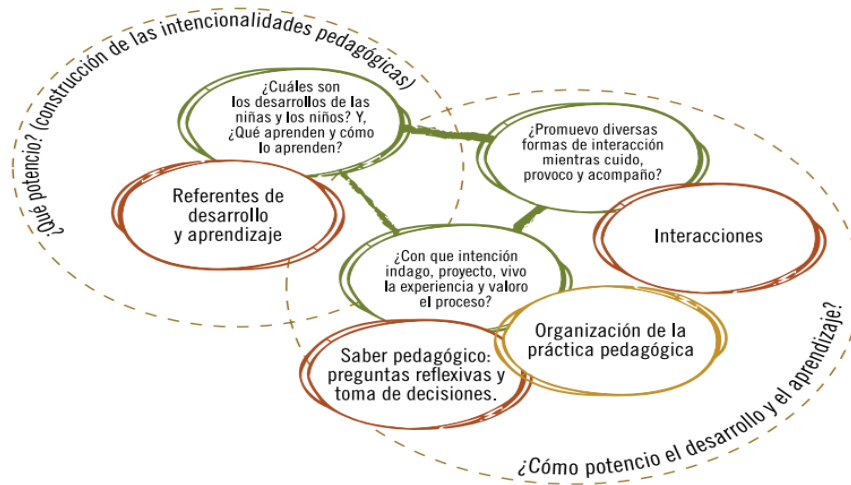 ¿Qué potencio? (construcción de las intencionalidades pedagógicas)
¿Cuáles son
los desarrollos de las
niñas y los niños? Y,
¿Qué aprenden y cómo
lo aprenden?
Referentes de
desarrollo
y aprendizaje
¿Promuevo diversas
formas de interacción
mientras cuido,
provoco y acompaño?
Interacciones
¿Con que intención
indago, proyecto, vivo
la experiencia y valoro
el proceso?
Organización de la
práctica pedagógica
Saber pedagógico:
preguntas reflexivas y
toma de decisiones.
¿Cómo potencio el desarrollo y el aprendizaje?